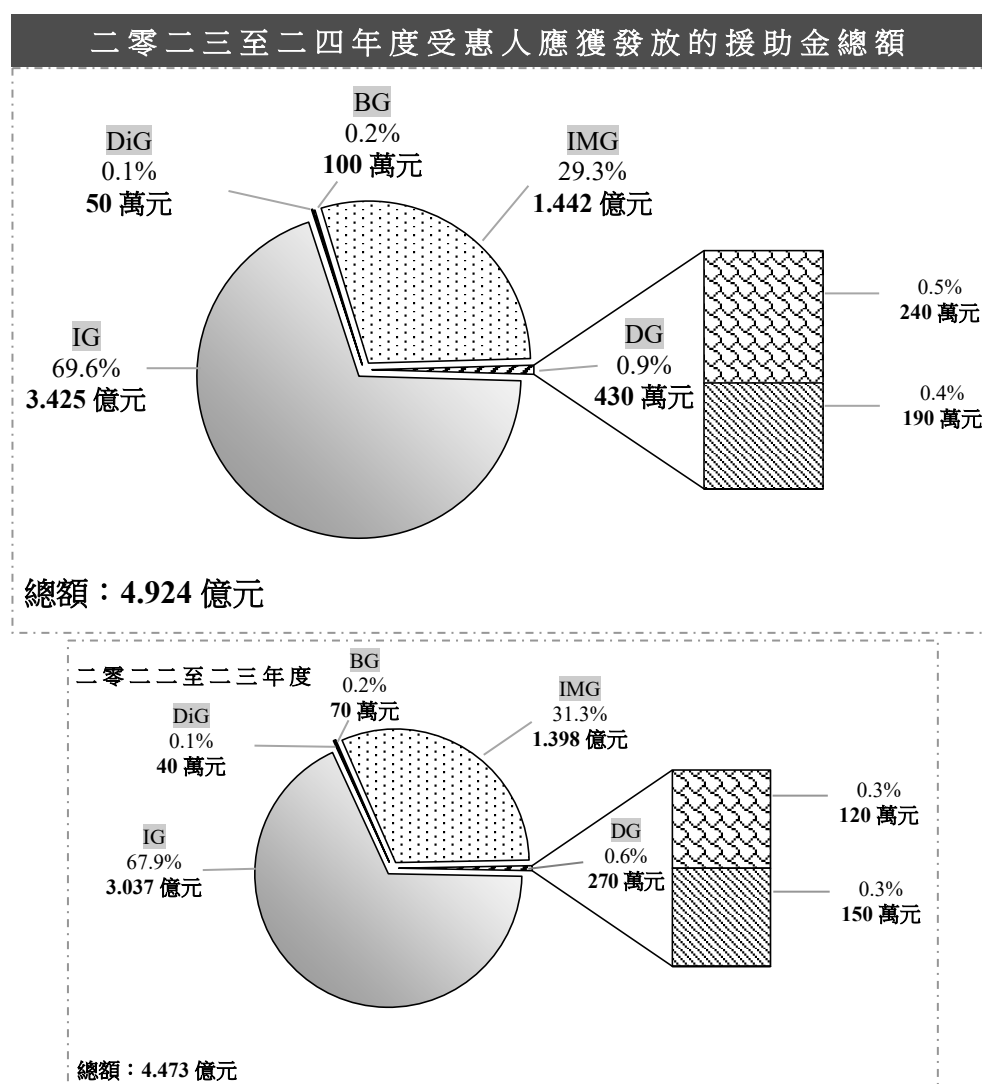 二零二三至二四年度受惠人應獲發放的援助金總額
BG
0.2%
100 萬元
DiG
0.1%
50 萬元
IMG
29.3%
1.442 億元
IG
69.6%
3.425 億元
DG
0.9%
430 萬元
0.5%
240 萬元
0.4%
190 萬元
總額：4.924 億元
二零二二至二三年度
BG
0.2%
70 萬元
DiG
0.1%
40 萬元
IMG
31.3%
1.398 億元
IG
67.9%
3.037 億元
DG
0.6%
270 萬元
0.3%
120 萬元
0.3%
150 萬元
總額：4.473 億元